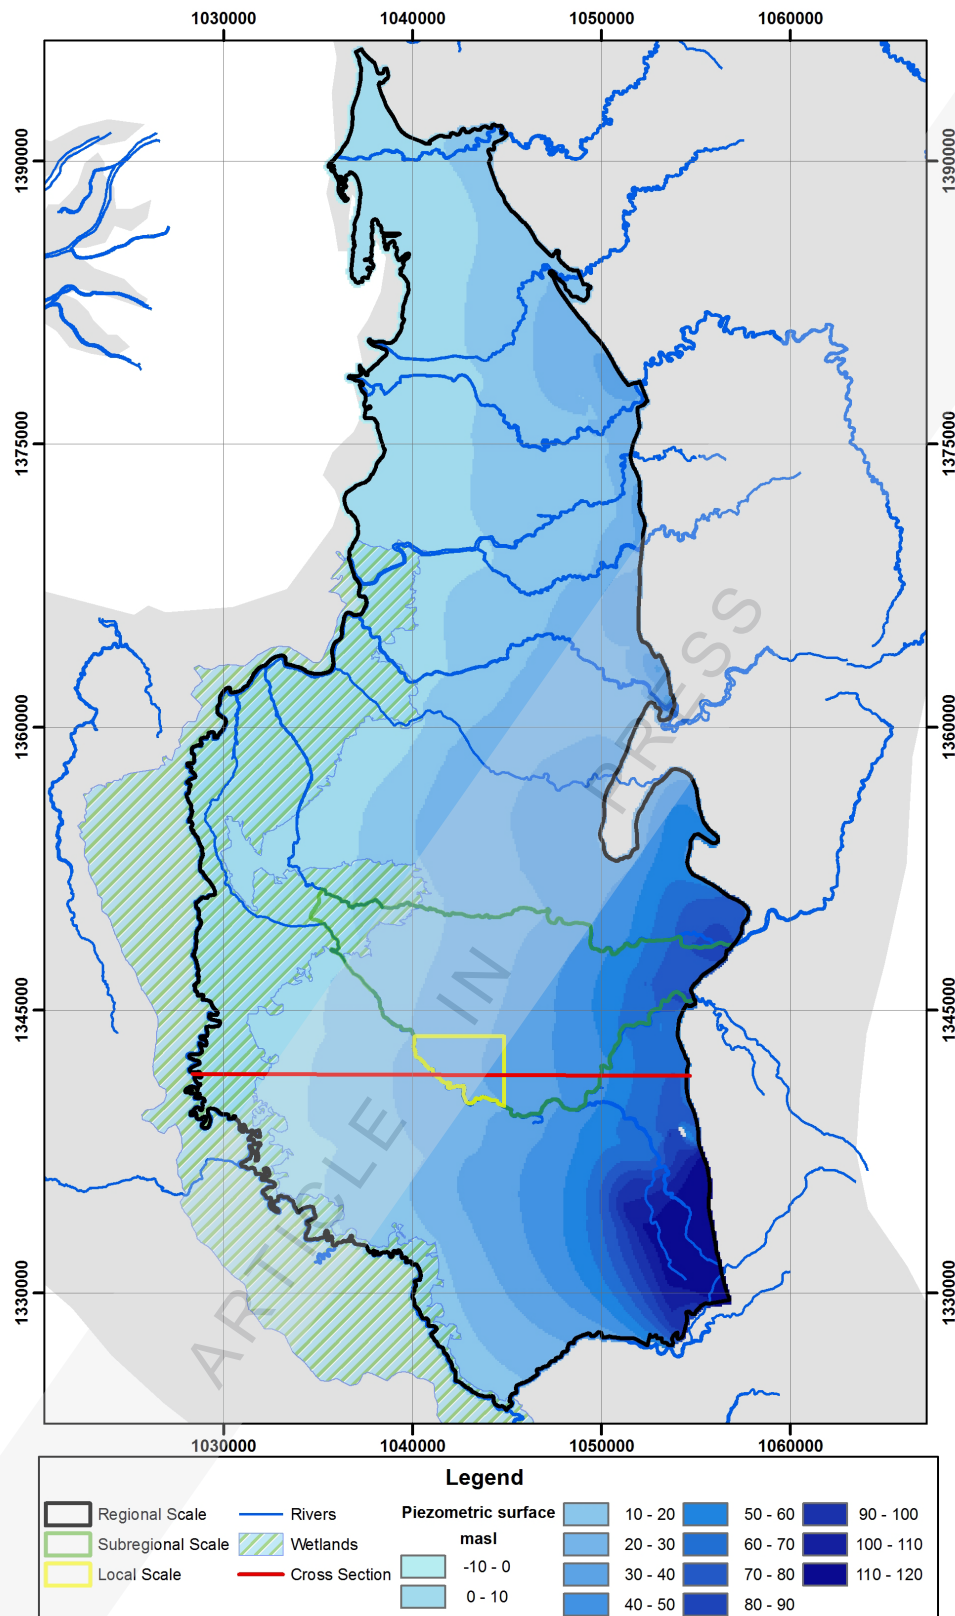 1030000 1040000 1050000 1060000
1390000 1390000
1375000 1375000
1360000 1360000
1345000 1345000
1330000 1330000
ARTICLE IN PRESS
1030000 1040000 1050000 1060000
Legend
Regional Scale
Subregional Scale
Local Scale
Rivers
Wetlands
Cross Section
Piezometric surface
masl
-10 - 0
0 - 10
10 - 20
20 - 30
30 - 40
40 - 50
50 - 60
60 - 70
70 - 80
80 - 90
90 - 100
100 - 110
110 - 120